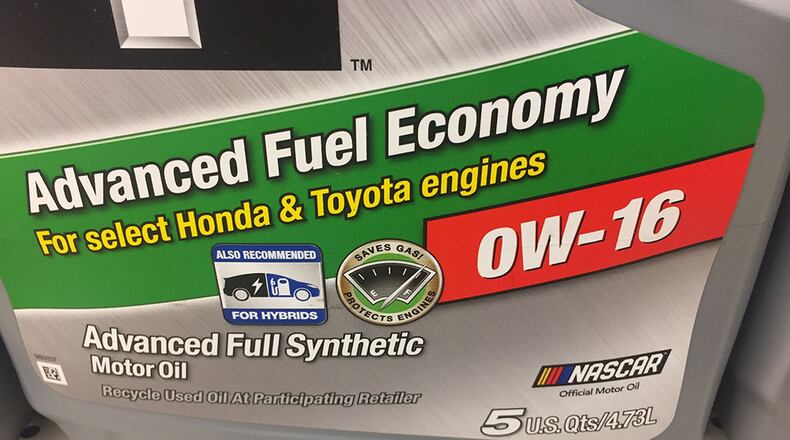 TM
Advanced Fuel Economy
For select Honda & Toyota engines
0W-16
ALSO RECOMMENDED
FOR HYBRIDS
SAVES GAS!
PROTECTS ENGINES
Advanced Full Synthetic
Motor Oil
Recycle Used Oil At Participating Retailer
NASCAR
Official Motor Oil
5 U.S. Qts/4.73L